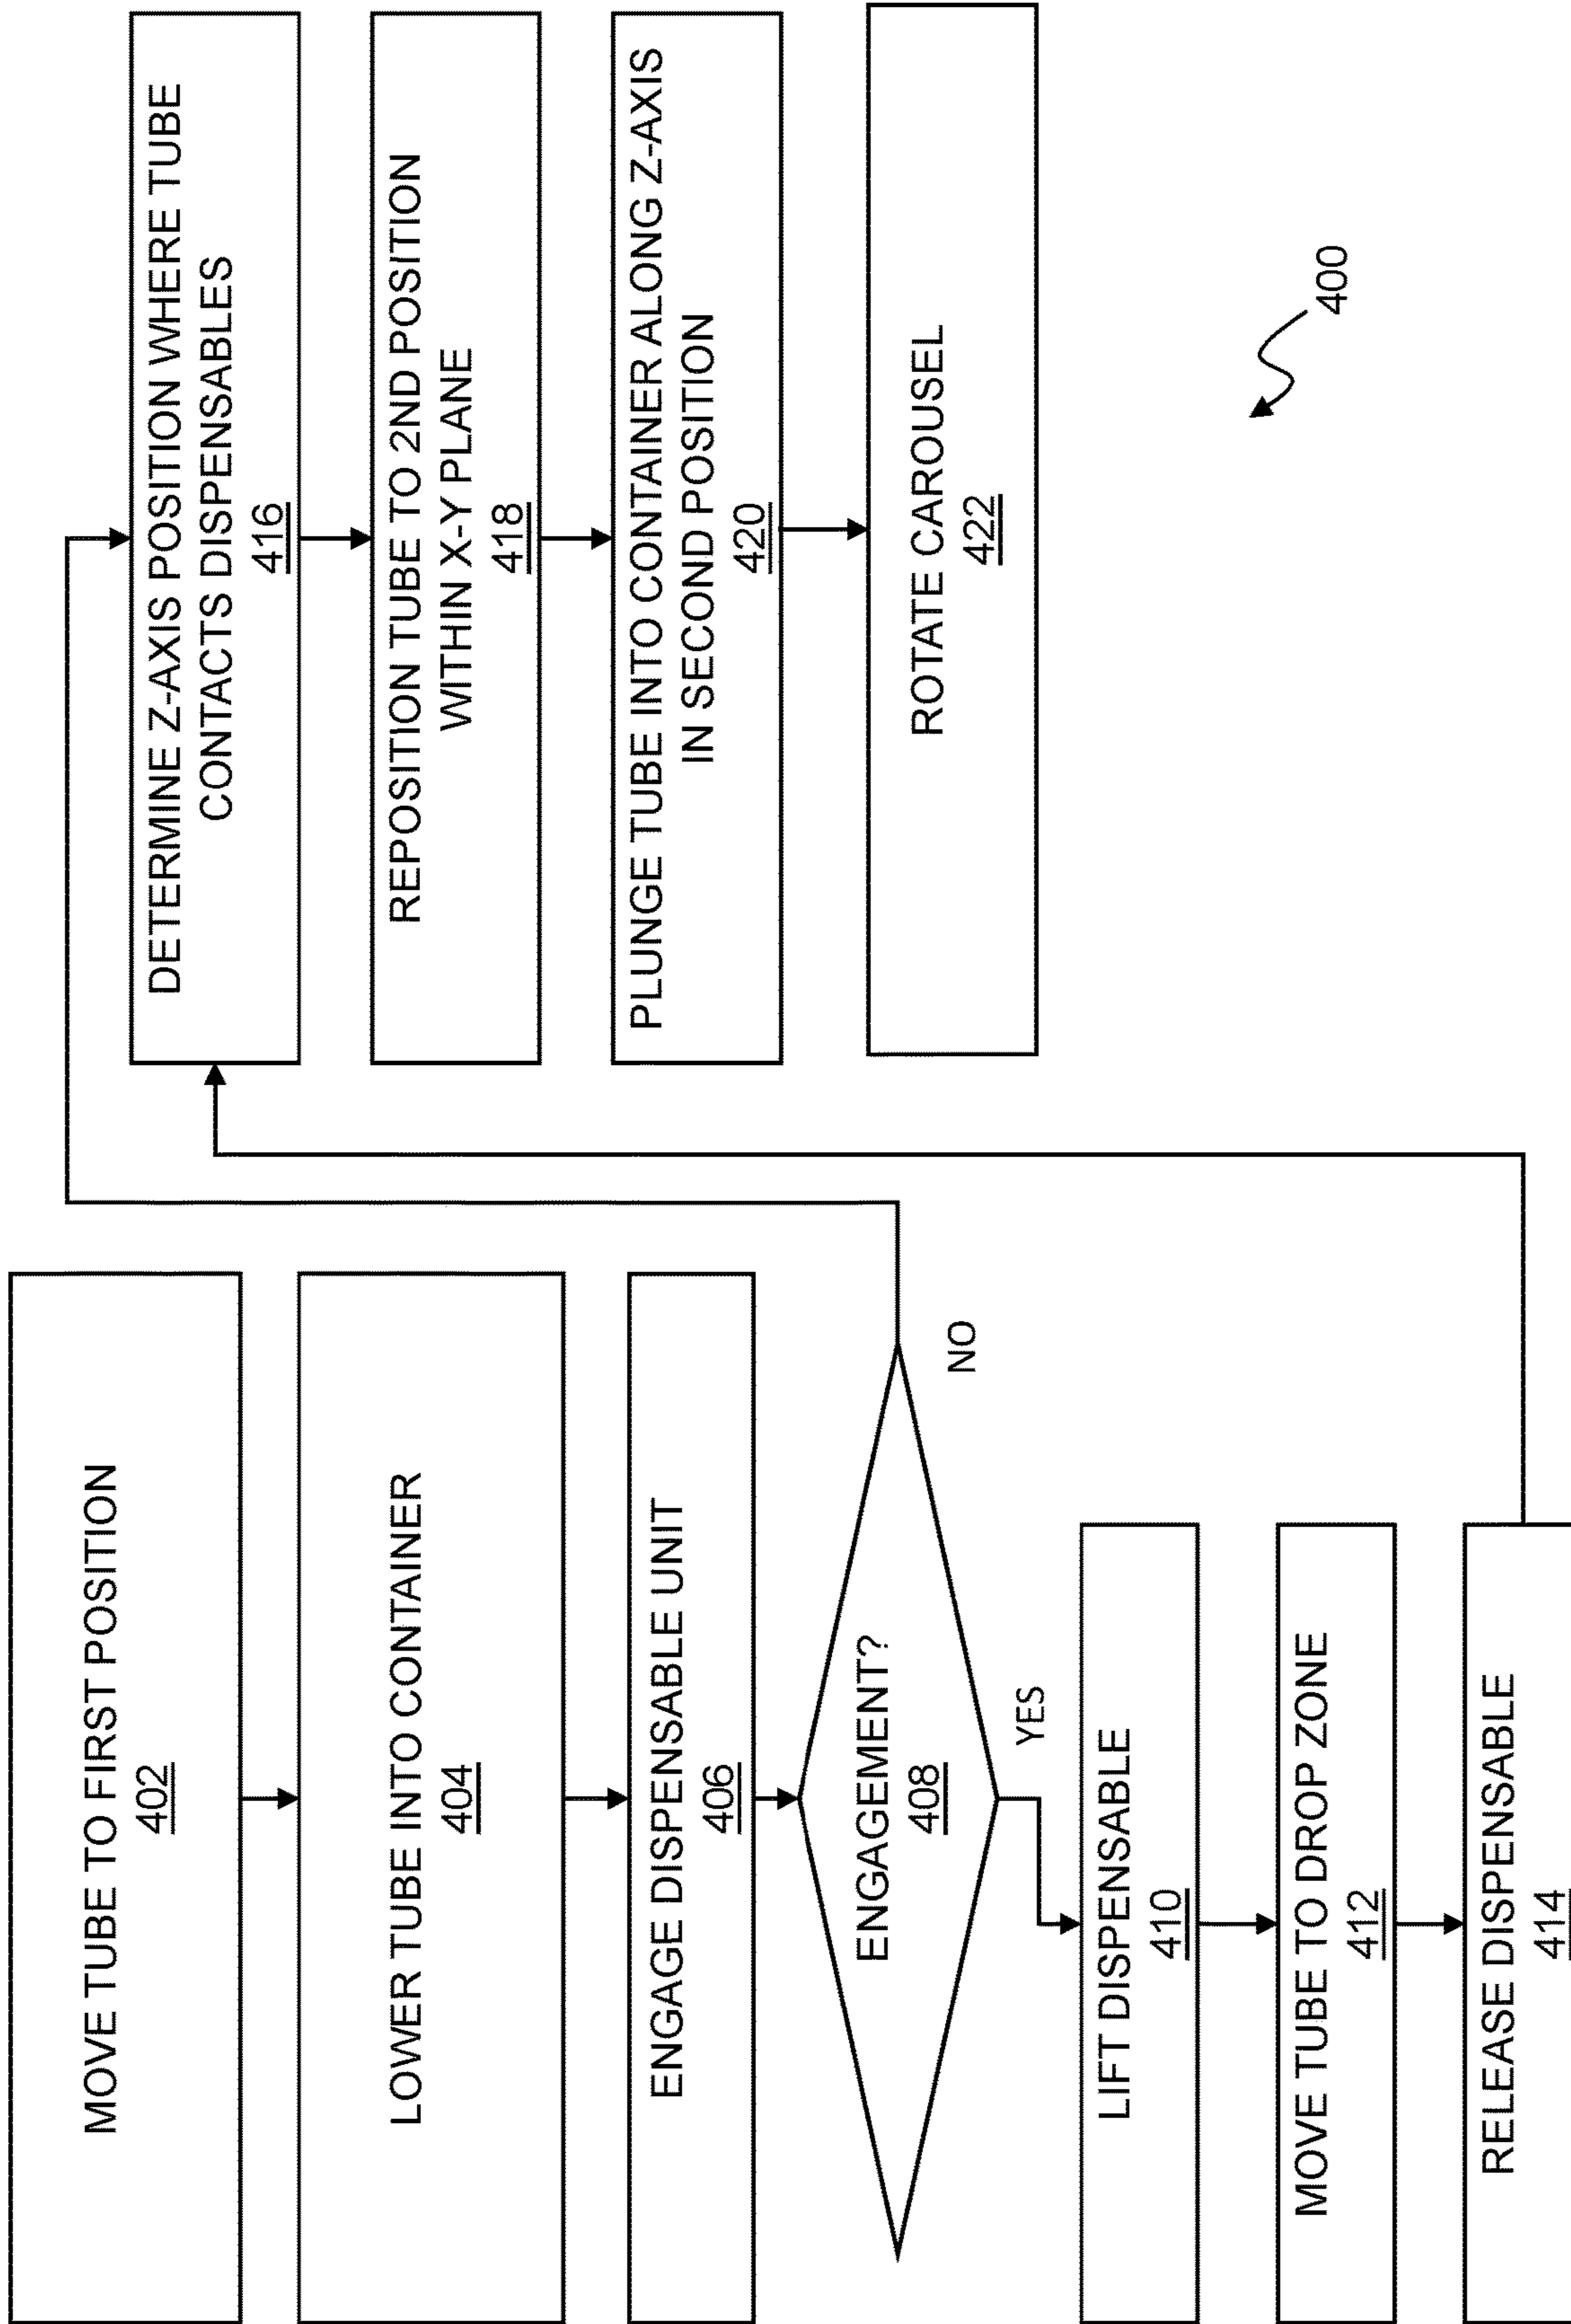 MOVE TUBE TO FIRST POSITION
402
LOWER TUBE INTO CONTAINER
404
ENGAGE DISPENSABLE UNIT
406
ENGAGEMENT?
408
NO
YES
LIFT DISPENSABLE
410
MOVE TUBE TO DROP ZONE
412
RELEASE DISPENSABLE
414
DETERMINE Z-AXIS POSITION WHERE TUBE
CONTACTS DISPENSABLES
416
REPOSITION TUBE TO 2ND POSITION
WITHIN X-Y PLANE
418
PLUNGE TUBE INTO CONTAINER ALONG Z-AXIS
IN SECOND POSITION
420
ROTATE CAROUSEL
422
400